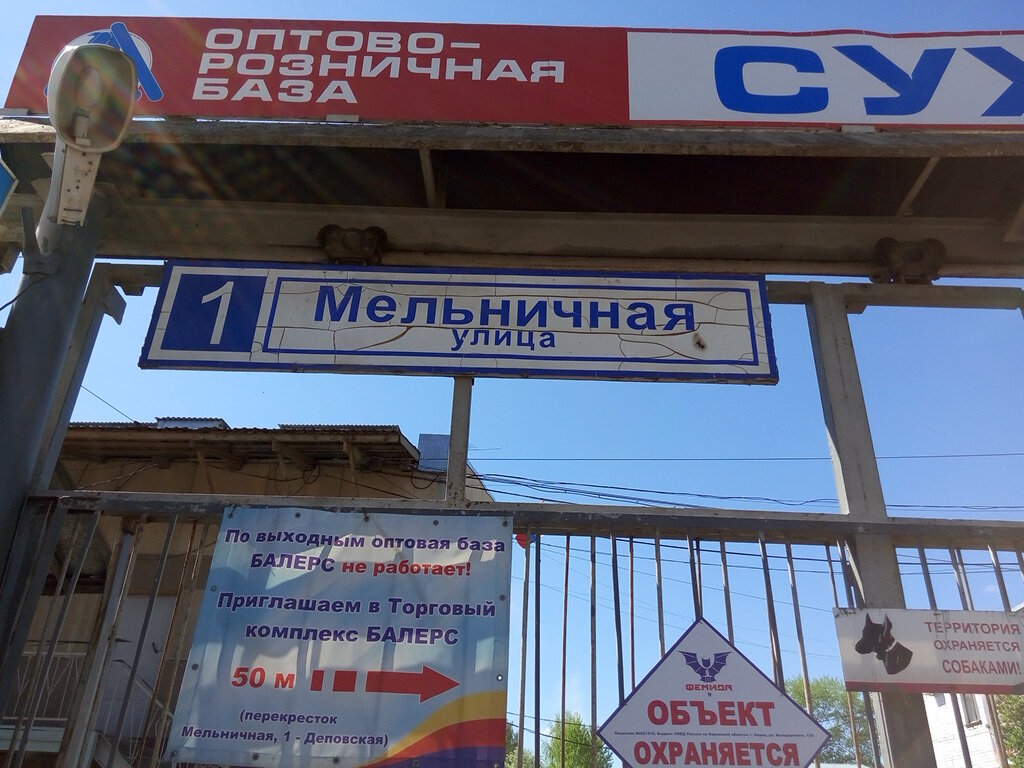 ОПТОВО-
РОЗНИЧНАЯ
БАЗА
СУХ
1
Мельничная
улица
По выходным оптовая база
БАЛЕРС не работает!
Приглашаем в Торговый
комплекс БАЛЕРС
50 м
(перекресток
Мельничная, 1 - Деповская)
ФЕМИДА
ОБЪЕКТ
ОХРАНЯЕТСЯ
ТЕРРИТОРИЯ
ОХРАНЯЕТСЯ
СОБАКАМИ!